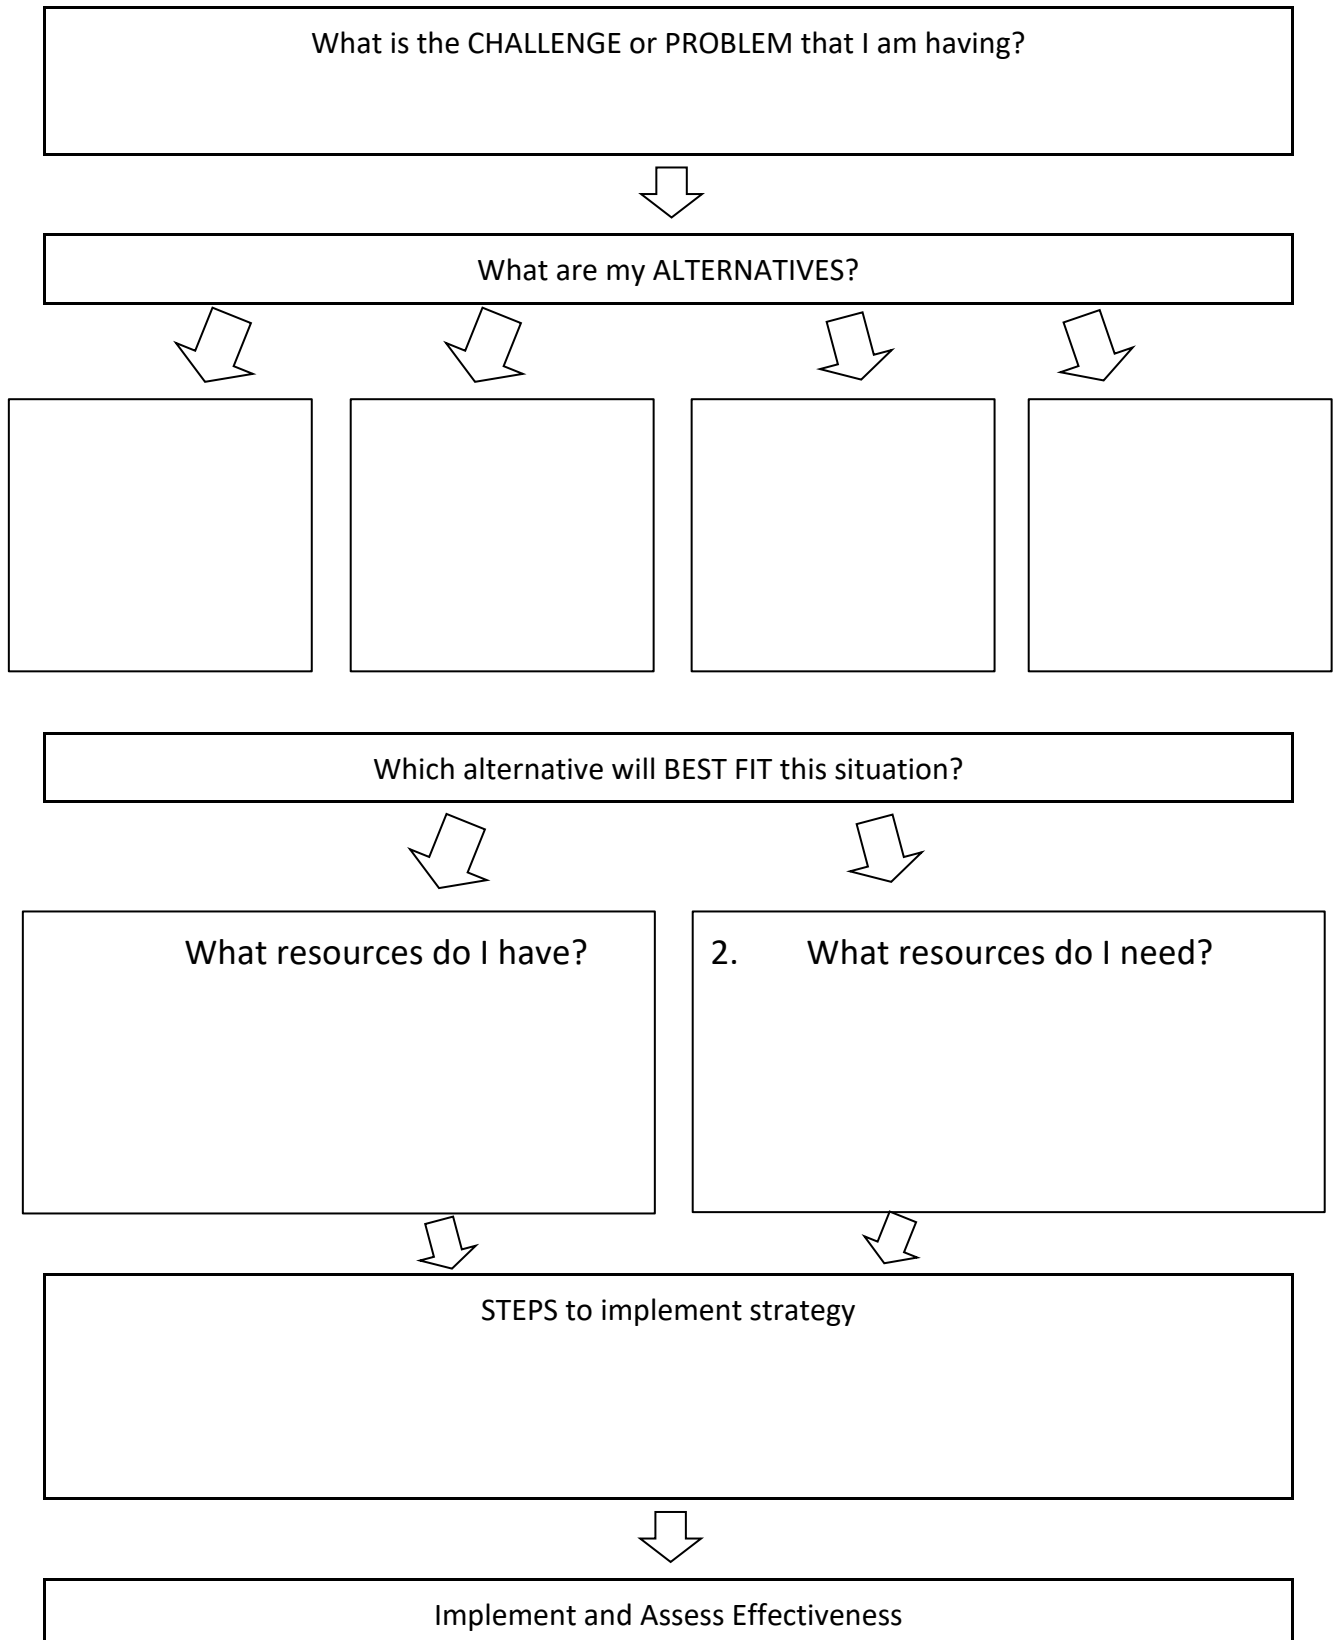 What is the CHALLENGE or PROBLEM that I am having?
What are my ALTERNATIVES?
Which alternative will BEST FIT this situation?
What resources do I have?
2. What resources do I need?
STEPS to implement strategy
Implement and Assess Effectiveness